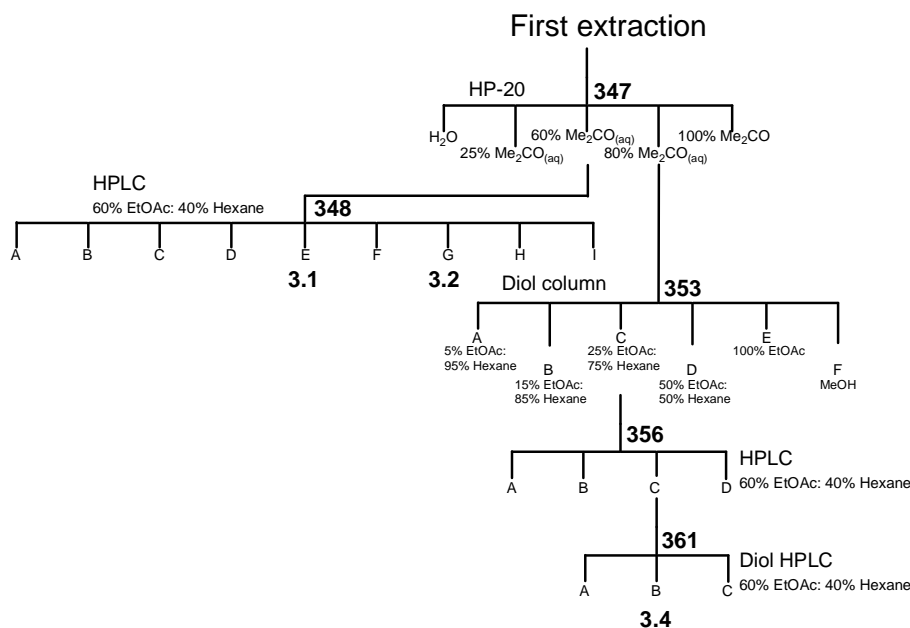 First extraction
HP-20
347
H₂O
25% Me₂CO(aq)
60% Me₂CO(aq)
80% Me₂CO(aq)
100% Me₂CO
HPLC
60% EtOAc: 40% Hexane
348
A B C D E F G H I
3.1 3.2
Diol column
353
A
5% EtOAc:
95% Hexane
B
15% EtOAc:
85% Hexane
C
25% EtOAc:
75% Hexane
D
50% EtOAc:
50% Hexane
E
100% EtOAc
F
MeOH
356
A B C D
HPLC
60% EtOAc: 40% Hexane
361
A B C
Diol HPLC
60% EtOAc: 40% Hexane
3.4